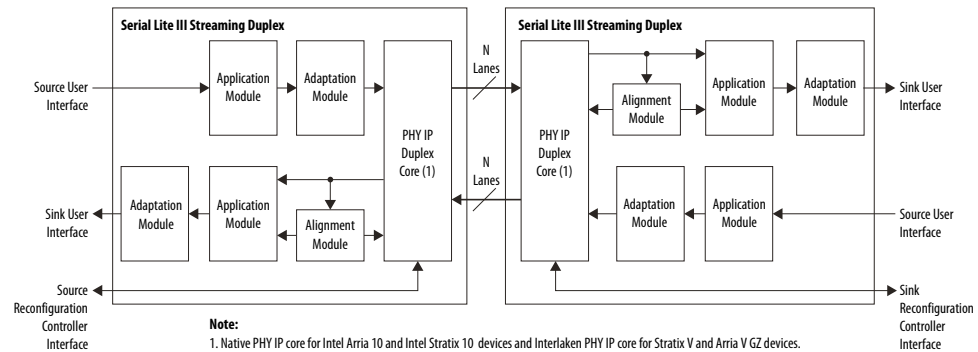 Serial Lite III Streaming Duplex
Serial Lite III Streaming Duplex
Source User
Interface
Application
Module
Adaptation
Module
PHY IP
Duplex
Core (1)
N
Lanes
N
Lanes
PHY IP
Duplex
Core (1)
Alignment
Module
Application
Module
Adaptation
Module
Sink User
Interface
Sink User
Interface
Adaptation
Module
Application
Module
Alignment
Module
Adaptation
Module
Application
Module
Source User
Interface
Source
Reconfiguration
Controller
Interface
Sink
Reconfiguration
Controller
Interface
Note:
1. Native PHY IP core for Intel Arria 10 and Intel Stratix 10 devices and Interlaken PHY IP core for Stratix V and Arria V GZ devices.